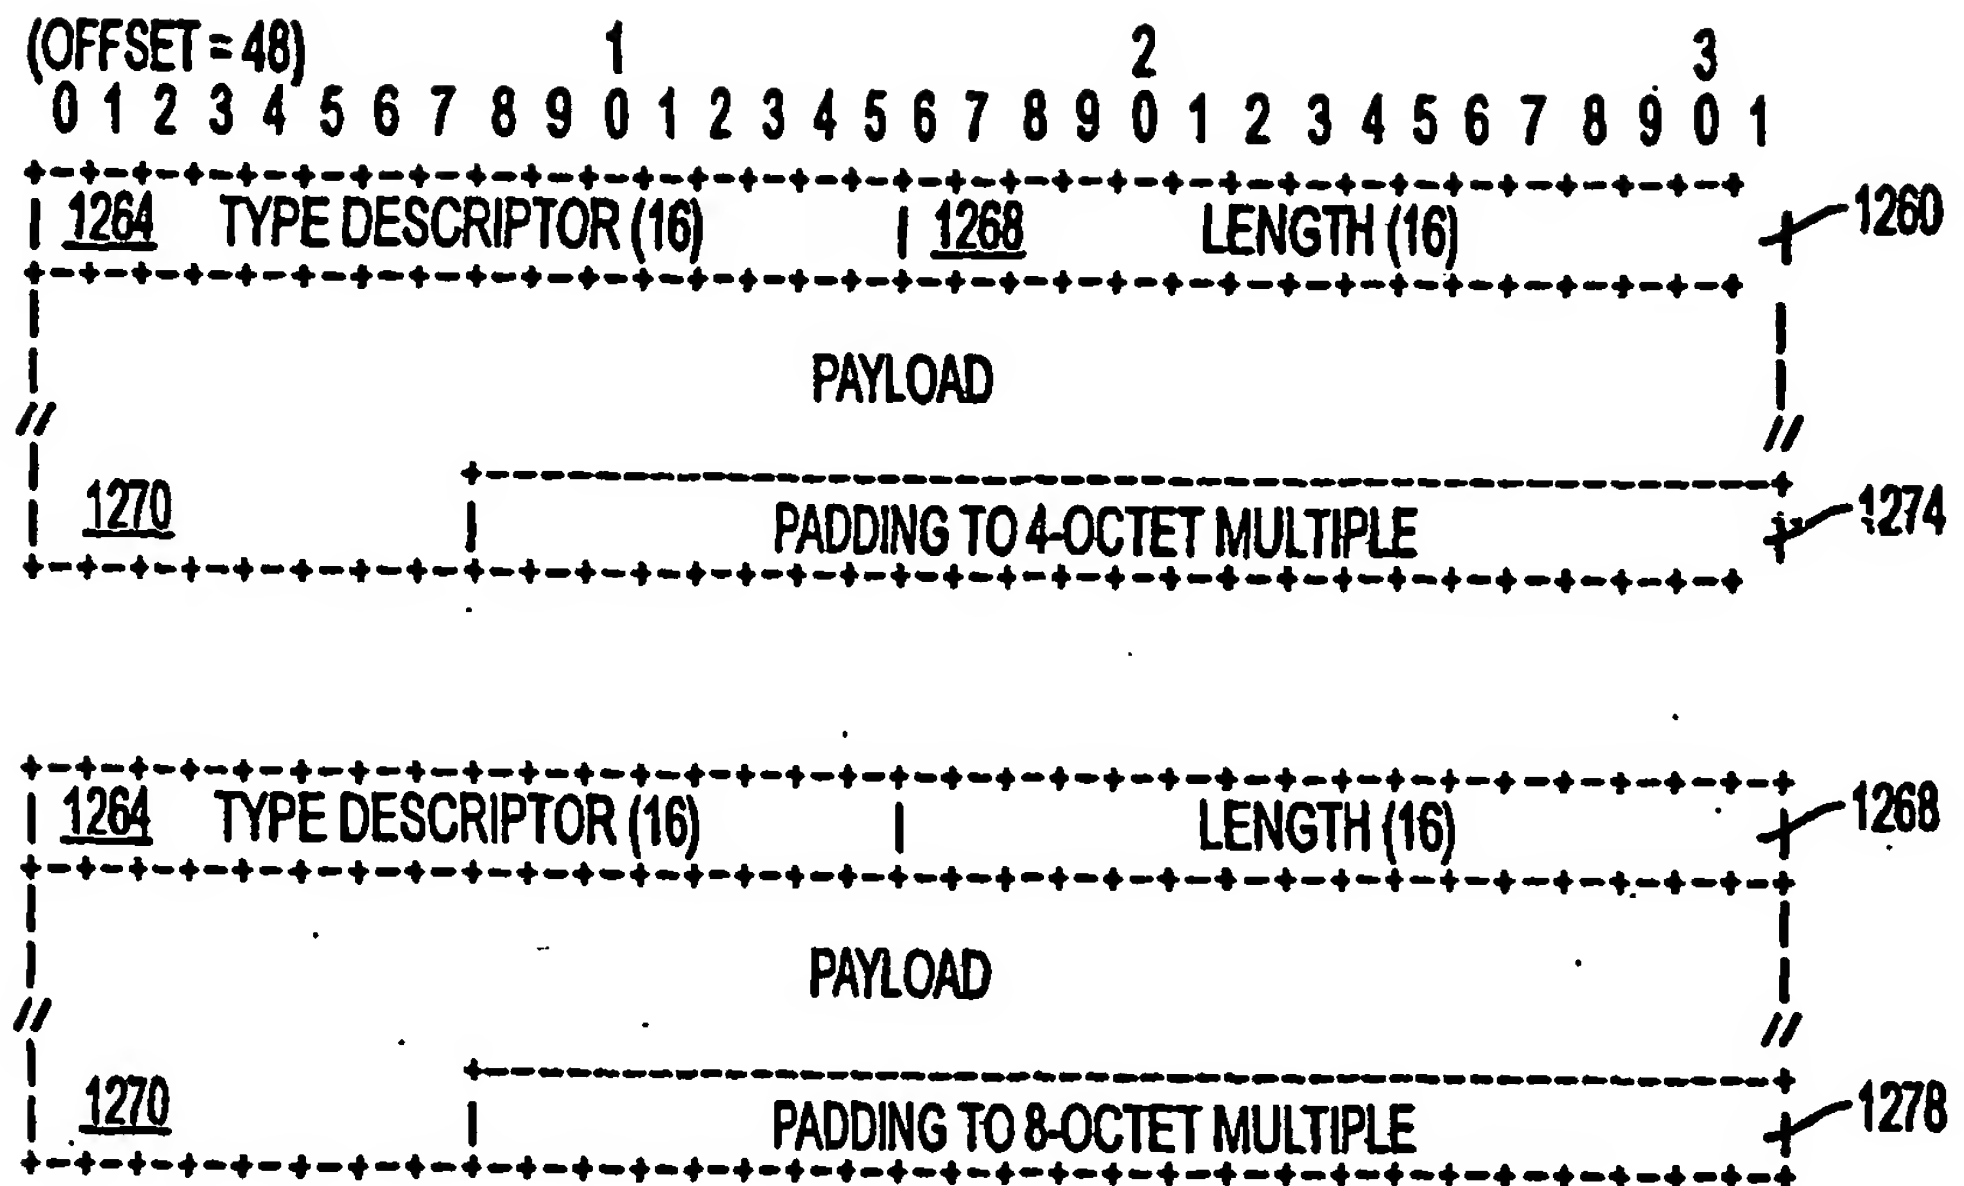 (OFFSET = 48) 1 2 3
0 1 2 3 4 5 6 7 8 9 0 1 2 3 4 5 6 7 8 9 0 1 2 3 4 5 6 7 8 9 0 1
1264 TYPE DESCRIPTOR (16) 1268 LENGTH (16) 1260
PAYLOAD
1270 PADDING TO 4-OCTET MULTIPLE 1274
1264 TYPE DESCRIPTOR (16) LENGTH (16) 1268
PAYLOAD
1270 PADDING TO 8-OCTET MULTIPLE 1278